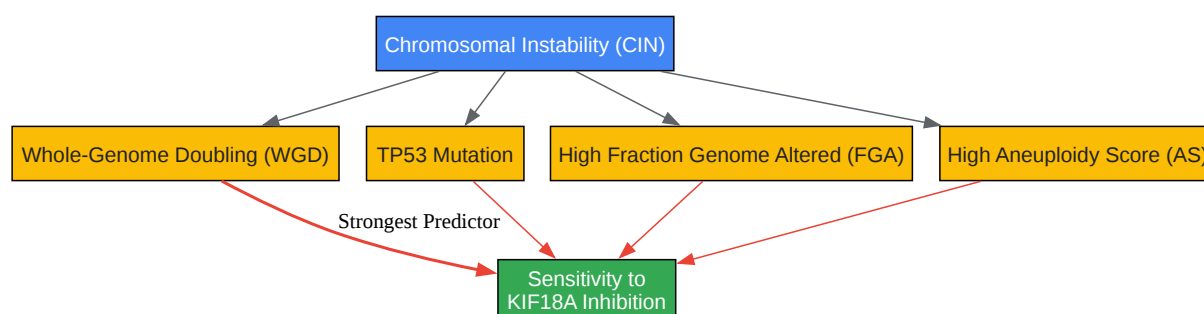 Chromosomal Instability (CIN)
Whole-Genome Doubling (WGD)
TP53 Mutation
High Fraction Genome Altered (FGA)
High Aneuploidy Score (AS)
Strongest Predictor
Sensitivity to
KIF18A Inhibition